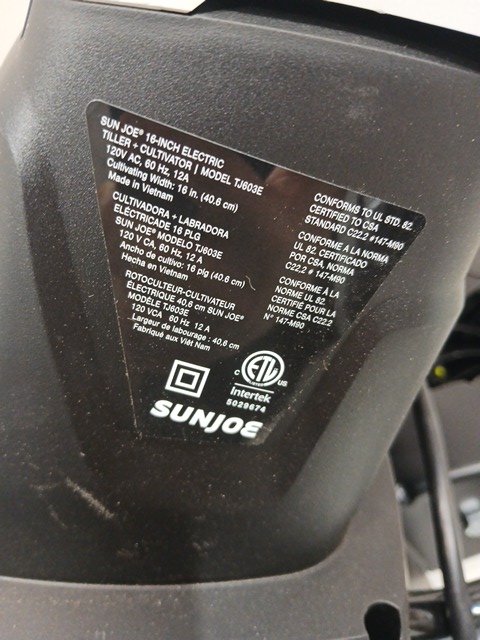 SUN JOE® 16-INCH ELECTRIC
TILLER + CULTIVATOR | MODEL TJ603E
120V AC, 60 Hz, 12A
Cultivating Width: 16 in. (40.6 cm)
Made in Vietnam
CULTIVADORA + LABRADORA
ELÉCTRICADE 16 PLG
SUN JOE® MODELO TJ603E
120 V CA, 60 Hz, 12 A
Ancho de cultivo: 16 plg (40.6 cm)
Hecha en Vietnam
ROTOCULTEUR-CULTIVATEUR
ÉLECTRIQUE 40,6 cm SUN JOE®
MODÈLE TJ603E
120 VCA 60 Hz 12 A
Largeur de labourage : 40,6 cm
Fabriqué aux Viêt Nam
CONFORMS TO UL STD. 82.
CERTIFIED TO CSA
STANDARD C22.2 #147-M90
CONFORME A LA NORMA
UL 82. CERTIFICADO
POR CSA, NORMA
C22.2 # 147-M90
CONFORME À LA
NORME UL 82.
CERTIFIÉ POUR LA
NORME CSA C22.2
N° 147-M90
C ETL US
LISTED
Intertek
5029674
SUNJOE